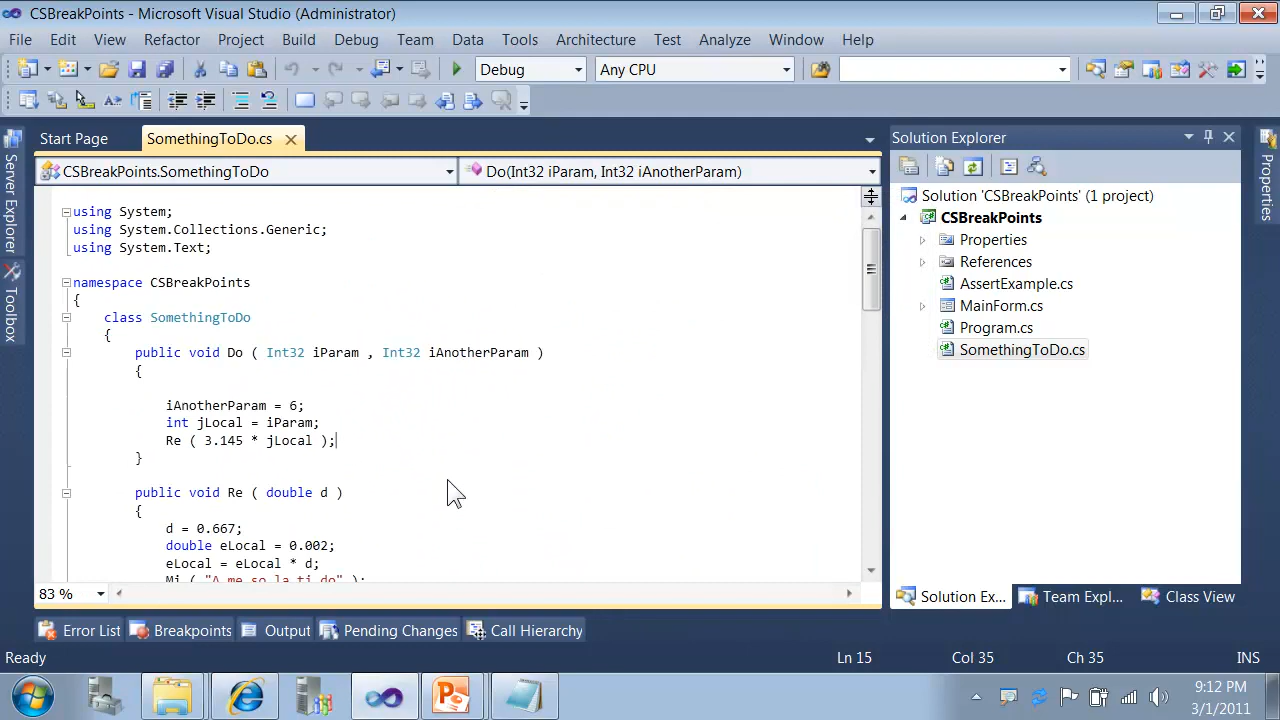 CSBreakPoints - Microsoft Visual Studio (Administrator)
File Edit View Refactor Project Build Debug Team Data Tools Architecture Test Analyze Window Help
Debug Any CPU
Start Page SomethingToDo.cs
CSBreakPoints.SomethingToDo Do(Int32 iParam, Int32 iAnotherParam)
using System;
using System.Collections.Generic;
using System.Text;
namespace CSBreakPoints
{
class SomethingToDo
{
public void Do ( Int32 iParam , Int32 iAnotherParam )
{
iAnotherParam = 6;
int jLocal = iParam;
Re ( 3.145 * jLocal );
}
public void Re ( double d )
{
d = 0.667;
double eLocal = 0.002;
eLocal = eLocal * d;
Mi ( "A me so la ti do" );
83 %
Server Explorer
Toolbox
Solution Explorer
Solution 'CSBreakPoints' (1 project)
CSBreakPoints
Properties
References
AssertExample.cs
MainForm.cs
Program.cs
SomethingToDo.cs
Solution Ex... Team Expl... Class View
Properties
Error List Breakpoints Output Pending Changes Call Hierarchy
Ready Ln 15 Col 35 Ch 35 INS
9:12 PM
3/1/2011